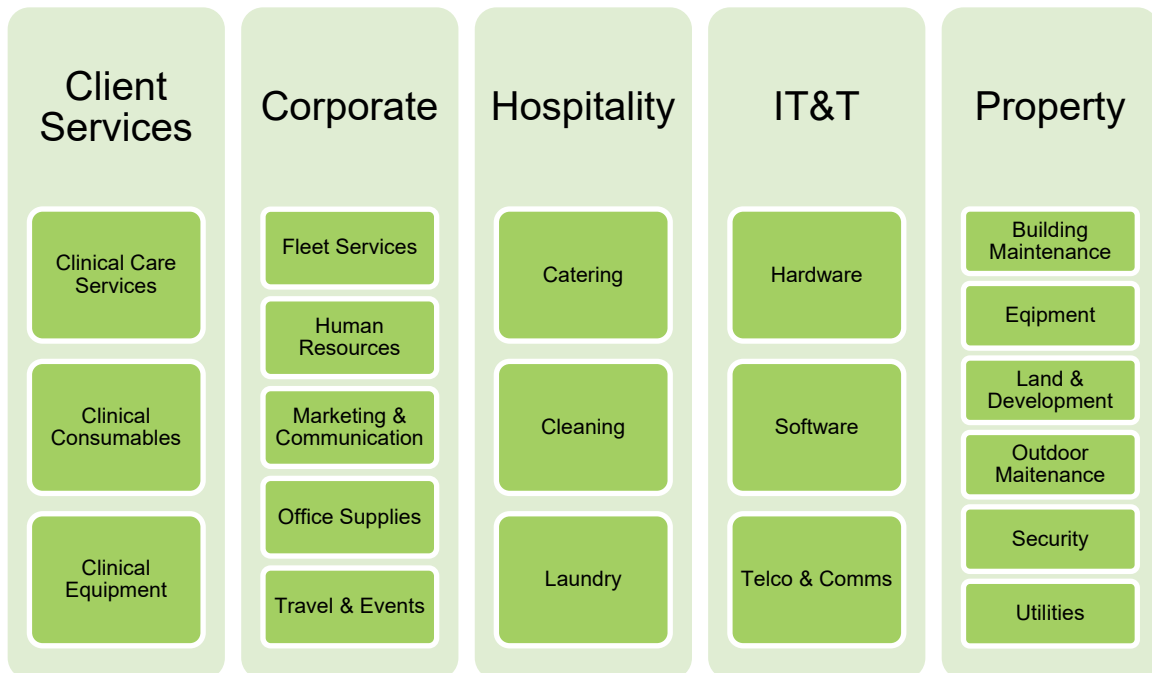 Client
Services
Clinical Care
Services
Clinical
Consumables
Clinical
Equipment
Corporate
Fleet Services
Human
Resources
Marketing &
Communication
Office Supplies
Travel & Events
Hospitality
Catering
Cleaning
Laundry
IT&T
Hardware
Software
Telco & Comms
Property
Building
Maintenance
Eqipment
Land &
Development
Outdoor
Maitenance
Security
Utilities